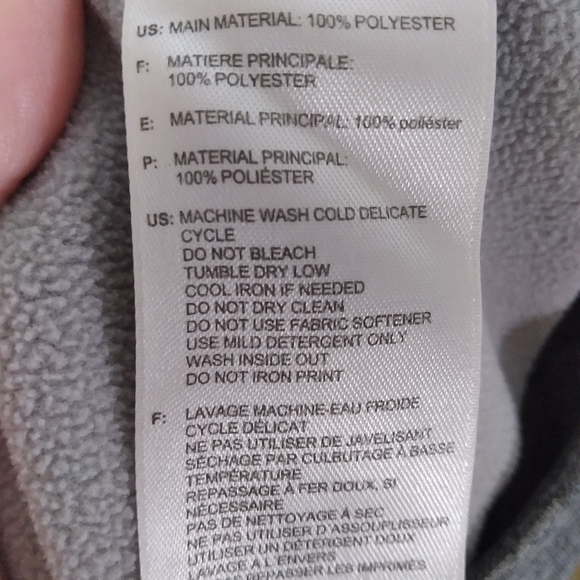 US: MAIN MATERIAL: 100% POLYESTER
F: MATIERE PRINCIPALE:
100% POLYESTER
E: MATERIAL PRINCIPAL: 100% poliéster
P: MATERIAL PRINCIPAL:
100% POLIÉSTER
US: MACHINE WASH COLD DELICATE
CYCLE
DO NOT BLEACH
TUMBLE DRY LOW
COOL IRON IF NEEDED
DO NOT DRY CLEAN
DO NOT USE FABRIC SOFTENER
USE MILD DETERGENT ONLY
WASH INSIDE OUT
DO NOT IRON PRINT
F: LAVAGE MACHINE-EAU FROIDE
CYCLE DÉLICAT
NE PAS UTILISER DE JAVELISANT
SÉCHAGE PAR CULBUTAGE À BASSE
TEMPÉRATURE
REPASSAGE À FER DOUX, SI
NÉCESSAIRE
PAS DE NETTOYAGE À SEC
NE PAS UTILISER D'ASSOUPLISSEUR
UTILISER UN DÉTERGENT DOUX
LAVAGE A L'ENVERS
REPASSER LES IMPRIMES